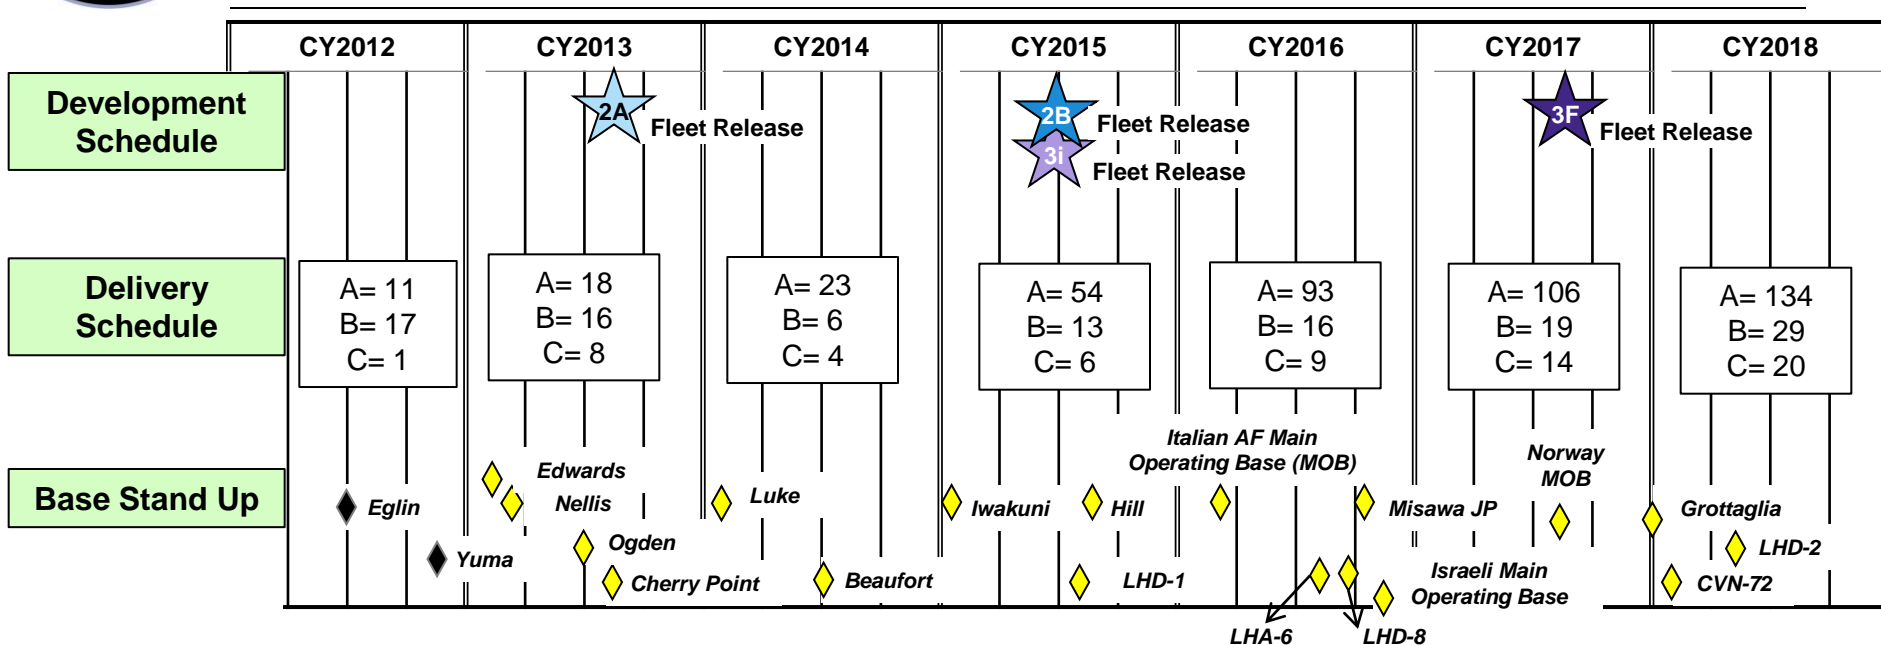 CY2012
CY2013
CY2014
CY2015
CY2016
CY2017
CY2018
Development
Schedule
2A
Fleet Release
2B
Fleet Release
3i
Fleet Release
3F
Fleet Release
Delivery
Schedule
A= 11
B= 17
C= 1
A= 18
B= 16
C= 8
A= 23
B= 6
C= 4
A= 54
B= 13
C= 6
A= 93
B= 16
C= 9
A= 106
B= 19
C= 14
A= 134
B= 29
C= 20
Base Stand Up
Eglin
Yuma
Edwards
Nellis
Ogden
Cherry Point
Luke
Beaufort
Iwakuni
Hill
LHD-1
Italian AF Main
Operating Base (MOB)
LHA-6
LHD-8
Misawa JP
Israeli Main
Operating Base
Norway
MOB
Grottaglia
LHD-2
CVN-72